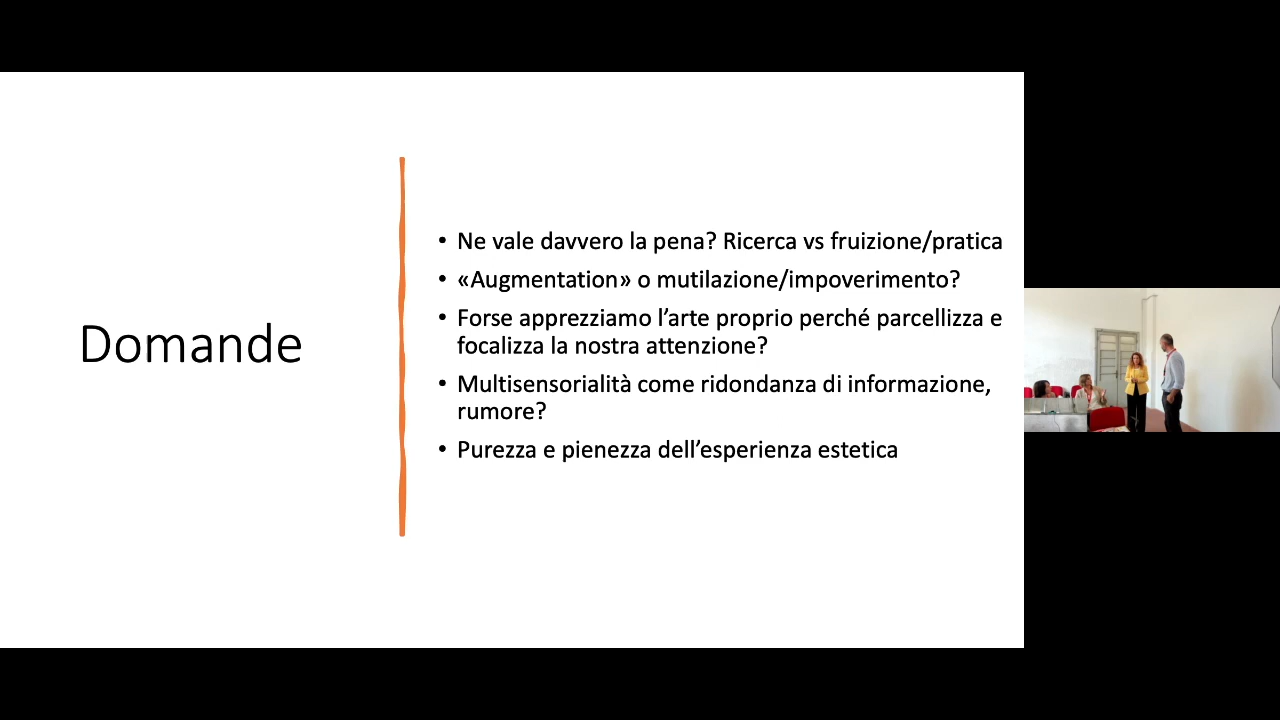 Domande
• Ne vale davvero la pena? Ricerca vs fruizione/pratica
• «Augmentation» o mutilazione/impoverimento?
• Forse apprezziamo l’arte proprio perché parcellizza e
focalizza la nostra attenzione?
• Multisensorialità come ridondanza di informazione,
rumore?
• Purezza e pienezza dell’esperienza estetica